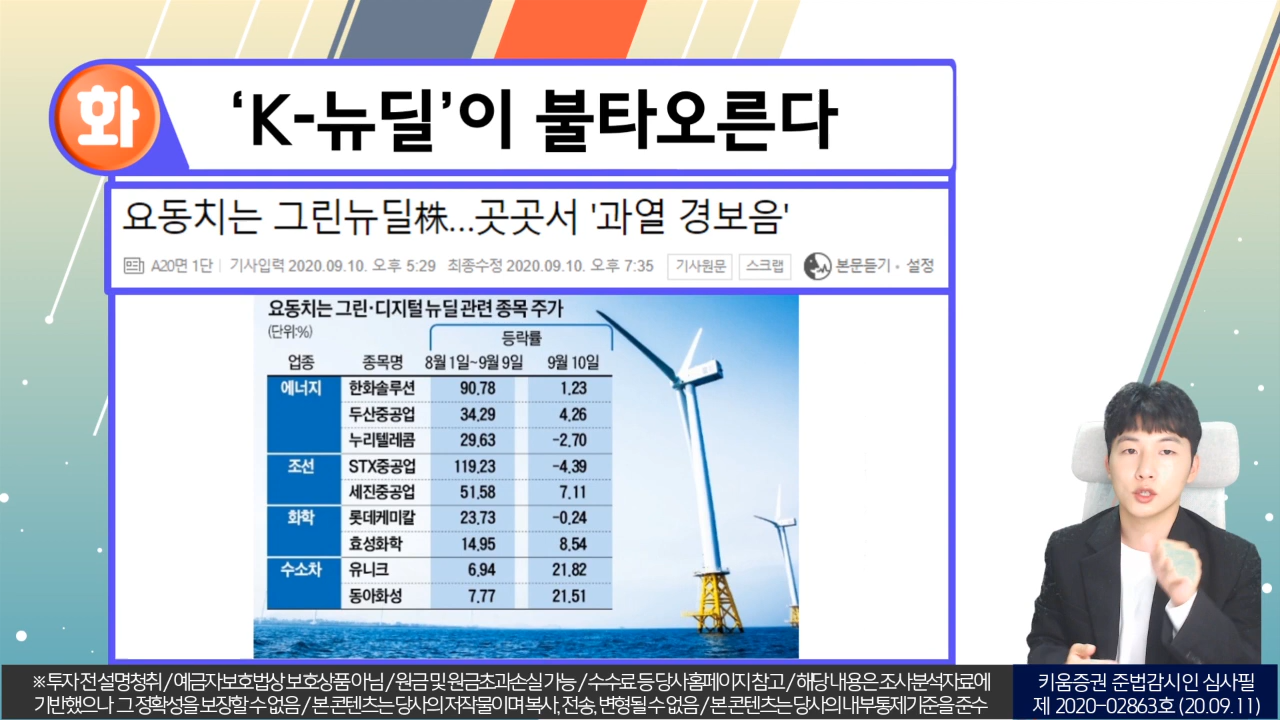 화
‘K-뉴딜’이 불타오른다
요동치는 그린뉴딜株...곳곳서 '과열 경보음'
A20면 1단 | 기사입력 2020.09.10. 오후 5:29 최종수정 2020.09.10. 오후 7:35 기사원문 스크랩 본문듣기 · 설정
요동치는 그린·디지털 뉴딜 관련 종목 주가
(단위:%)
등락률
업종 종목명 8월 1일~9월 9일 9월 10일
에너지 한화솔루션 90.78 1.23
두산중공업 34.29 4.26
누리텔레콤 29.63 -2.70
조선 STX중공업 119.23 -4.39
세진중공업 51.58 7.11
화학 롯데케미칼 23.73 -0.24
효성화학 14.95 8.54
수소차 유니크 6.94 21.82
동아화성 7.77 21.51
※ 투자 전 설명청취 / 예금자보호법상 보호상품 아님 / 원금 및 원금초과손실 가능 / 수수료 등 당사홈페이지 참고 / 해당 내용은 조사분석자료에
기반했으나 그 정확성을 보장할 수 없음 / 본 콘텐츠는 당사의 저작물이며 복사, 전송, 변형될 수 없음 / 본 콘텐츠는 당사의 내부통제기준을 준수
키움증권 준법감시인 심사필
제 2020-02863호 (20.09.11)